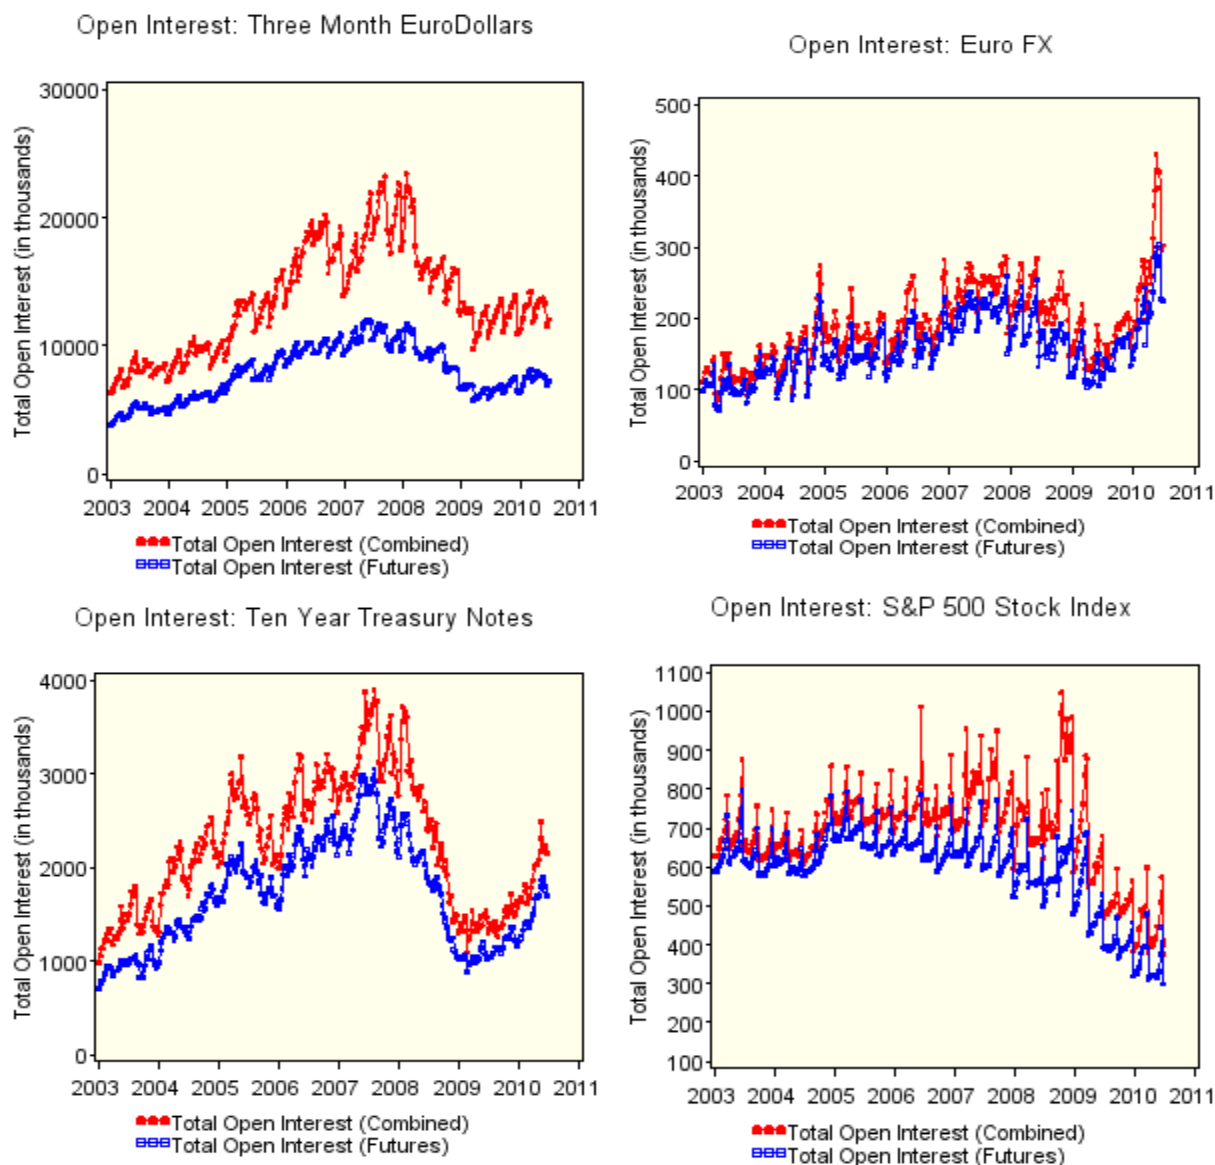 Open Interest: Three Month EuroDollars
Total Open Interest (in thousands)
30000
20000
10000
0
2003 2004 2005 2006 2007 2008 2009 2010 2011
Total Open Interest (Combined)
Total Open Interest (Futures)
Open Interest: Euro FX
Total Open Interest (in thousands)
500
400
300
200
100
0
2003 2004 2005 2006 2007 2008 2009 2010 2011
Total Open Interest (Combined)
Total Open Interest (Futures)
Open Interest: Ten Year Treasury Notes
Total Open Interest (in thousands)
4000
3000
2000
1000
0
2003 2004 2005 2006 2007 2008 2009 2010 2011
Total Open Interest (Combined)
Total Open Interest (Futures)
Open Interest: S&P 500 Stock Index
Total Open Interest (in thousands)
1100
1000
900
800
700
600
500
400
300
200
100
2003 2004 2005 2006 2007 2008 2009 2010 2011
Total Open Interest (Combined)
Total Open Interest (Futures)